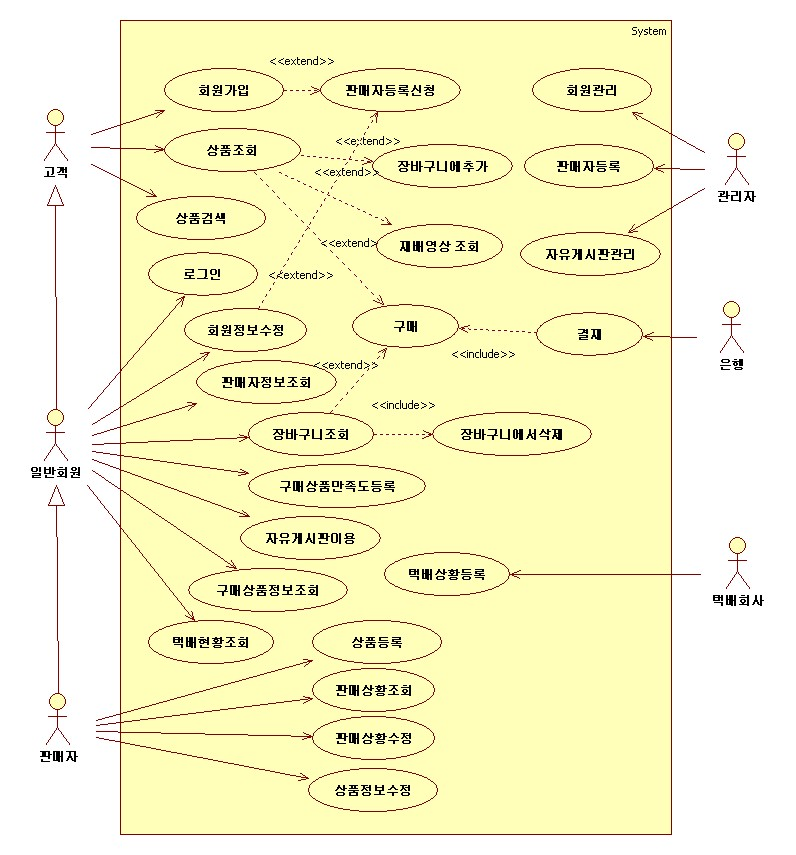 System
<<extend>>
회원가입
판매자등록신청
회원관리
<<extend>>
고객
상품조회
장바구니에추가
판매자등록
<<extend>>
관리자
상품검색
<<extend>>
재배영상 조회
자유게시판관리
로그인
<<extend>>
회원정보수정
구매
결재
<<include>>
은행
<<extend>>
판매자정보조회
<<include>>
장바구니조회
장바구니에서삭제
일반회원
구매상품만족도등록
자유게시판이용
택배상황등록
구매상품정보조회
택배회사
택배현황조회
상품등록
판매상황조회
판매상황수정
판매자
상품정보수정